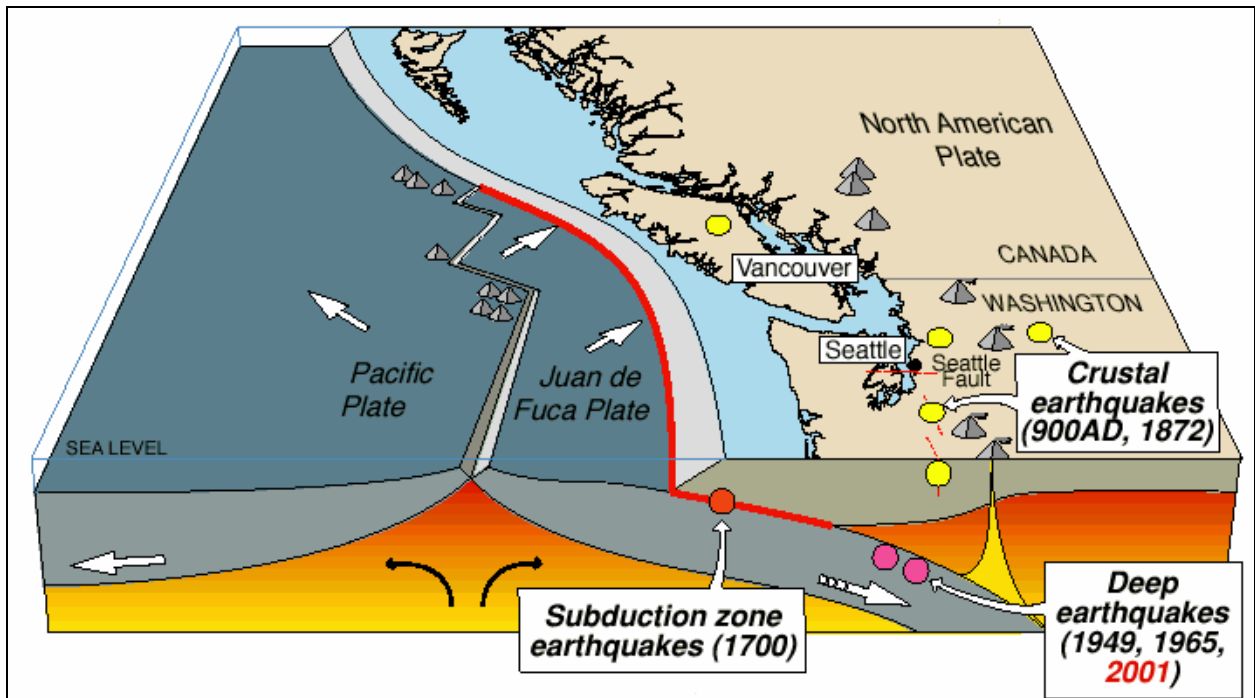 North American
Plate
CANADA
Vancouver
WASHINGTON
Seattle
Seattle
Fault
Pacific
Plate
Juan de
Fuca Plate
Crustal
earthquakes
(900AD, 1872)
SEA LEVEL
Subduction zone
earthquakes (1700)
Deep
earthquakes
(1949, 1965,
2001)